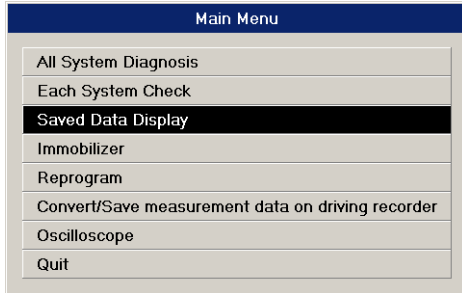 Main Menu
All System Diagnosis
Each System Check
Saved Data Display
Immobilizer
Reprogram
Convert/Save measurement data on driving recorder
Oscilloscope
Quit